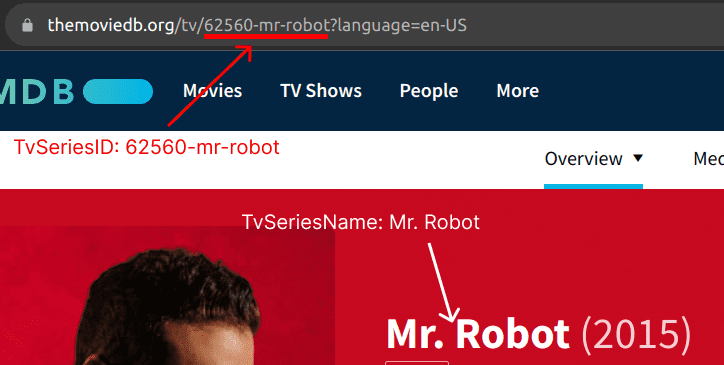 themoviedb.org/tv/62560-mr-robot?language=en-US
MDB Movies TV Shows People More
TvSeriesID: 62560-mr-robot
Overview
TvSeriesName: Mr. Robot
Mr. Robot (2015)